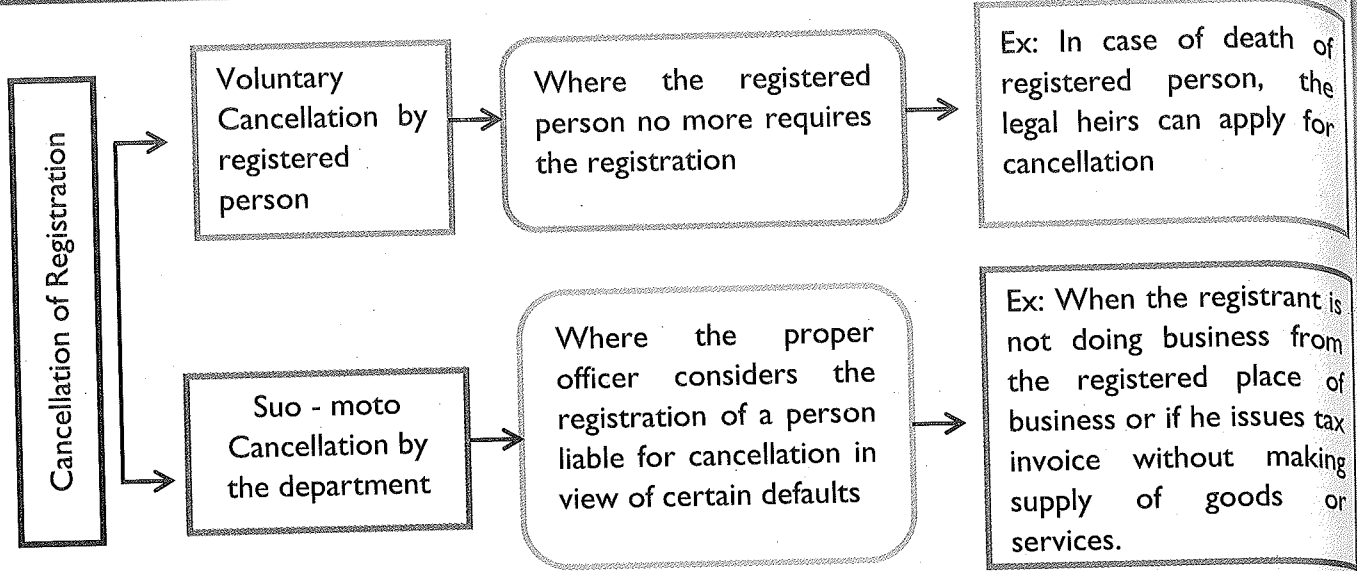 Cancellation of Registration
Voluntary
Cancellation by
registered
person
Where the registered
person no more requires
the registration
Ex: In case of death of
registered person, the
legal heirs can apply for
cancellation
Suo - moto
Cancellation by
the department
Where the proper
officer considers the
registration of a person
liable for cancellation in
view of certain defaults
Ex: When the registrant is
not doing business from
the registered place of
business or if he issues tax
invoice without making
supply of goods or
services.